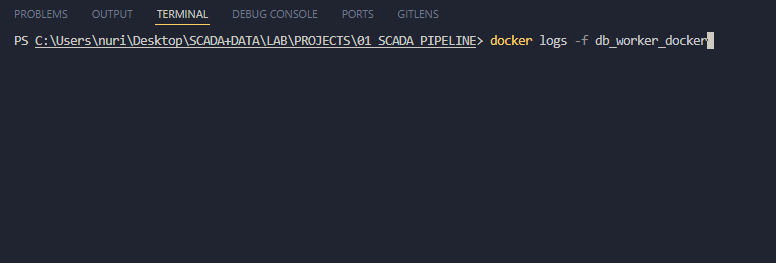 PROBLEMS OUTPUT TERMINAL DEBUG CONSOLE PORTS GITLENS
PS C:\Users\nuri\Desktop\SCADA+DATA\LAB\PROJECTS\01_SCADA_PIPELINE> docker logs -f db_worker_docker